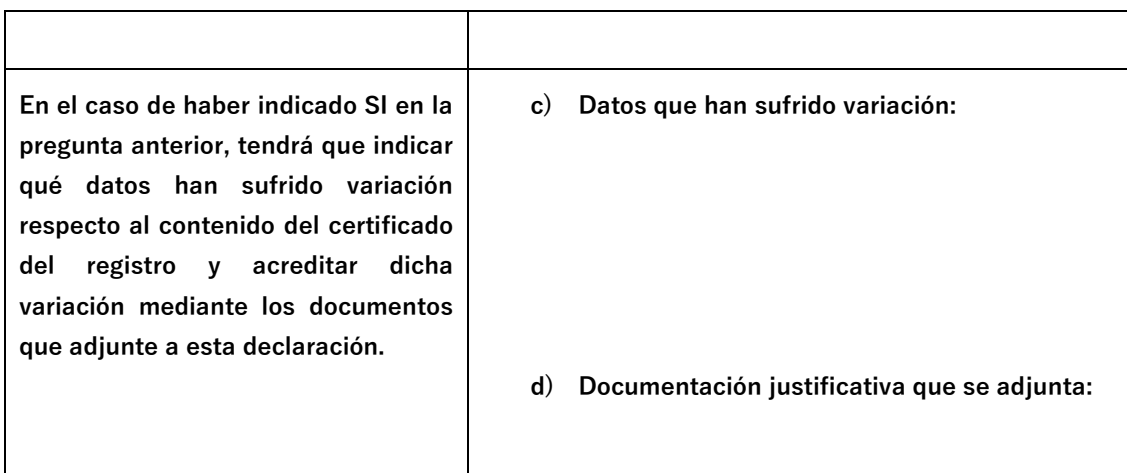 En el caso de haber indicado SI en la
pregunta anterior, tendrá que indicar
qué datos han sufrido variación
respecto al contenido del certificado
del registro y acreditar dicha
variación mediante los documentos
que adjunte a esta declaración.
c) Datos que han sufrido variación:
d) Documentación justificativa que se adjunta: